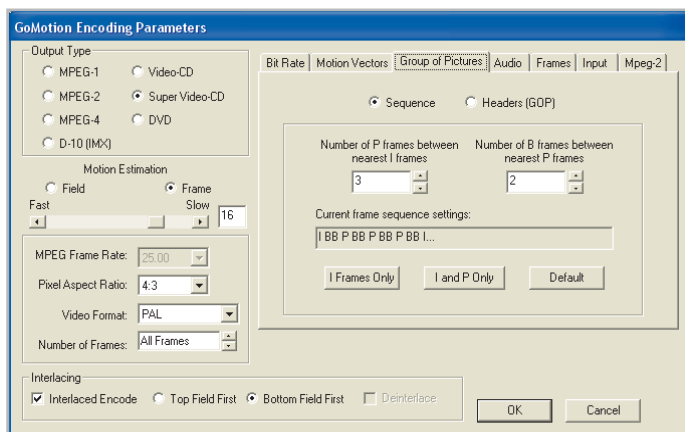 GoMotion Encoding Parameters
Output Type
MPEG-1 Video-CD
MPEG-2 Super Video-CD
MPEG-4 DVD
D-10 (IMX)
Motion Estimation
Field Frame
Fast Slow
16
MPEG Frame Rate: 25.00
Pixel Aspect Ratio: 4:3
Video Format: PAL
Number of Frames: All Frames
Interlacing
Interlaced Encode Top Field First Bottom Field First Deinterlace
Bit Rate Motion Vectors Group of Pictures Audio Frames Input Mpeg-2
Sequence Headers (GOP)
Number of P frames between nearest I frames
3
Number of B frames between nearest P frames
2
Current frame sequence settings:
I BB P BB P BB P BB I...
I Frames Only I and P Only Default
OK Cancel